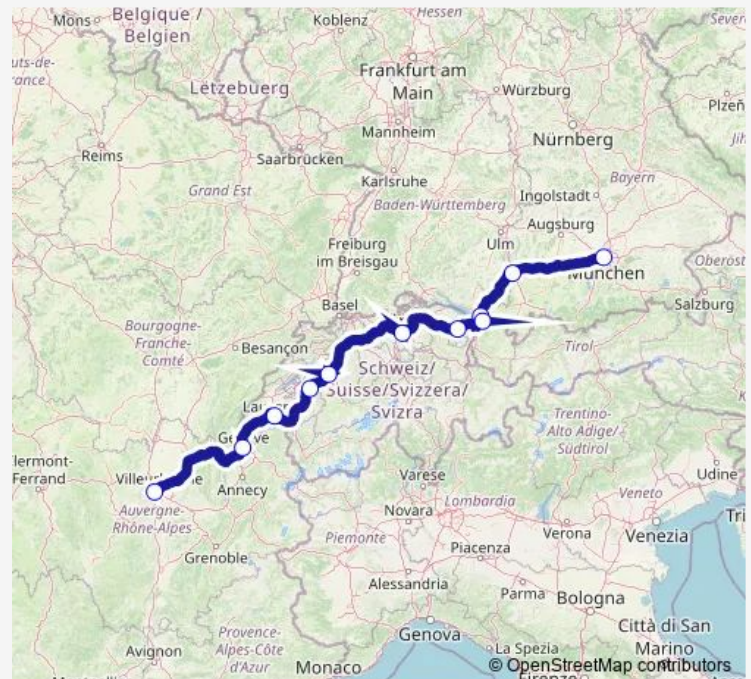 Mons
Belgique /
Belgien
Koblenz
Hessen
Frankfurt am
Main
Lëtzebuerg
Würzburg
Plzeň
Mannheim
Nürnberg
Reims
Saarbrücken
Karlsruhe
Grand Est
Bayern
Ingolstadt
Baden-Württemberg
Augsburg
Ulm
Freiburg
im Breisgau
München
Basel
Salzburg
Bourgogne-
Franche-
Comté
Besançon
Tirol
Schweiz/
Suisse/Svizzera/
Svizra
Trentino-
Alto Adige/
Südtirol
Clermont-
Ferrand
Annecy
Auvergne-
Rhône-Alpes
Varese
Udine
Novara
Lombardia
Veneto
Grenoble
Piemonte
Verona
Venezia
Piacenza
Alessandria
Parma
Bologna
Genova
Città di San
Marino
Provence-
Alpes-Côte
d'Azur
Avignon
Monaco
La Spezia
© OpenStreetMap contributors